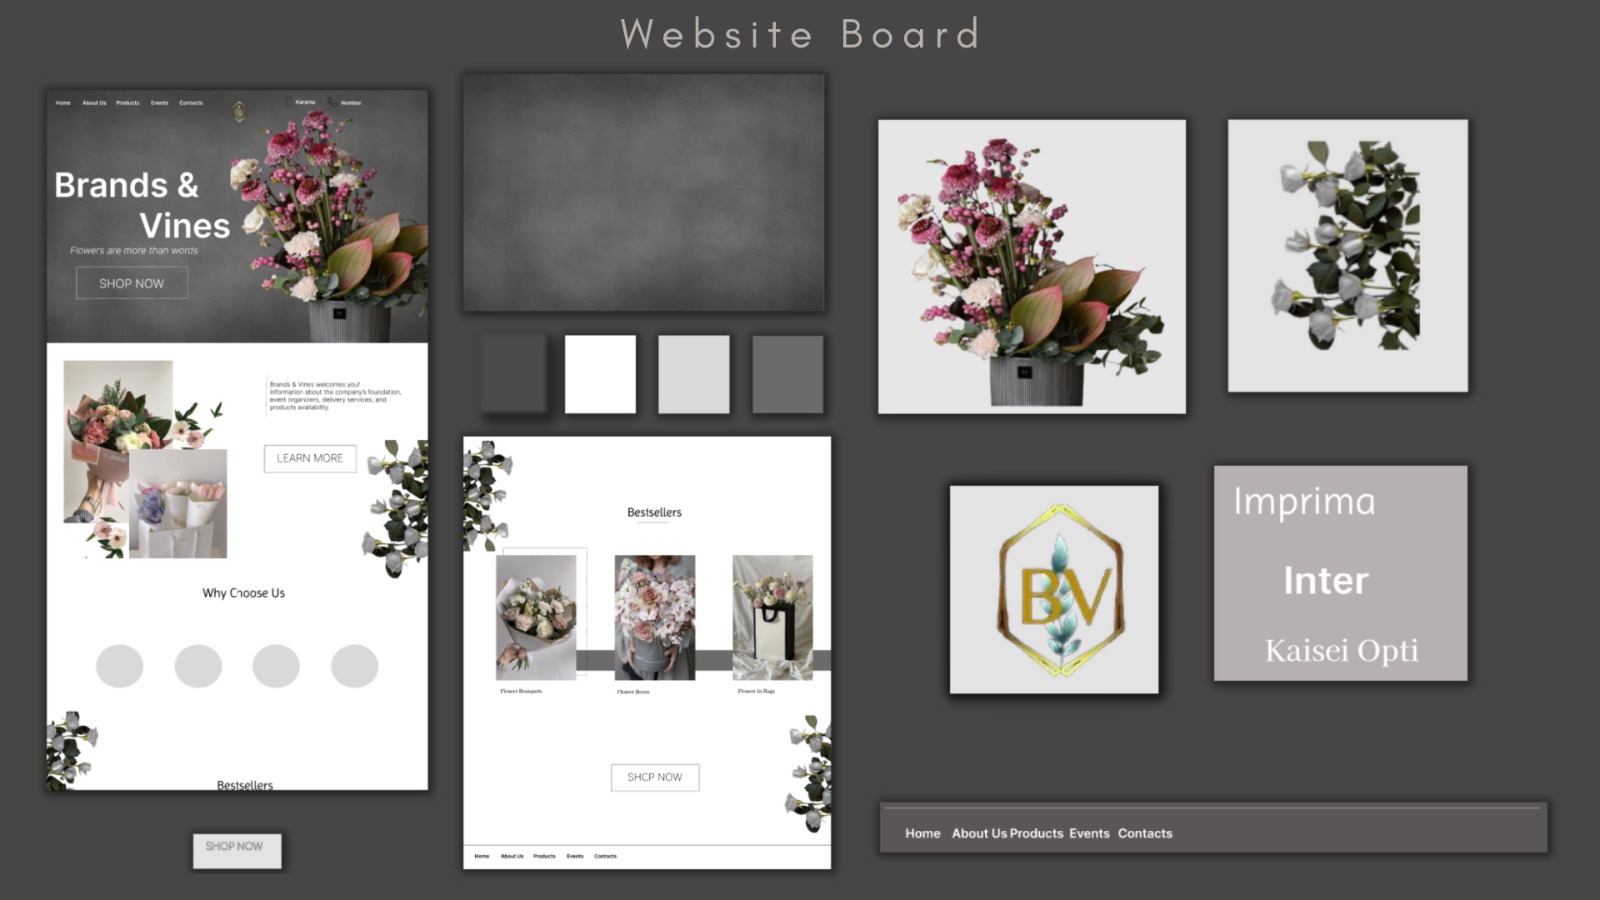 Website Board
Home About Us Products Events Contacts
BV
Karama Number
Brands &
Vines
Flowers are more than words
SHOP NOW
Brands & Vines welcomes you!
Information about the company's foundation,
event organizers, delivery services, and
products availability.
LEARN MORE
Why Choose Us
Bestsellers
SHOP NOW
Bestsellers
Flower Bouquets
Flower Boxes
Flower In Bags
SHOP NOW
Home About Us Products Events Contacts
BV
Imprima
Inter
Kaisei Opti
Home About Us Products Events Contacts